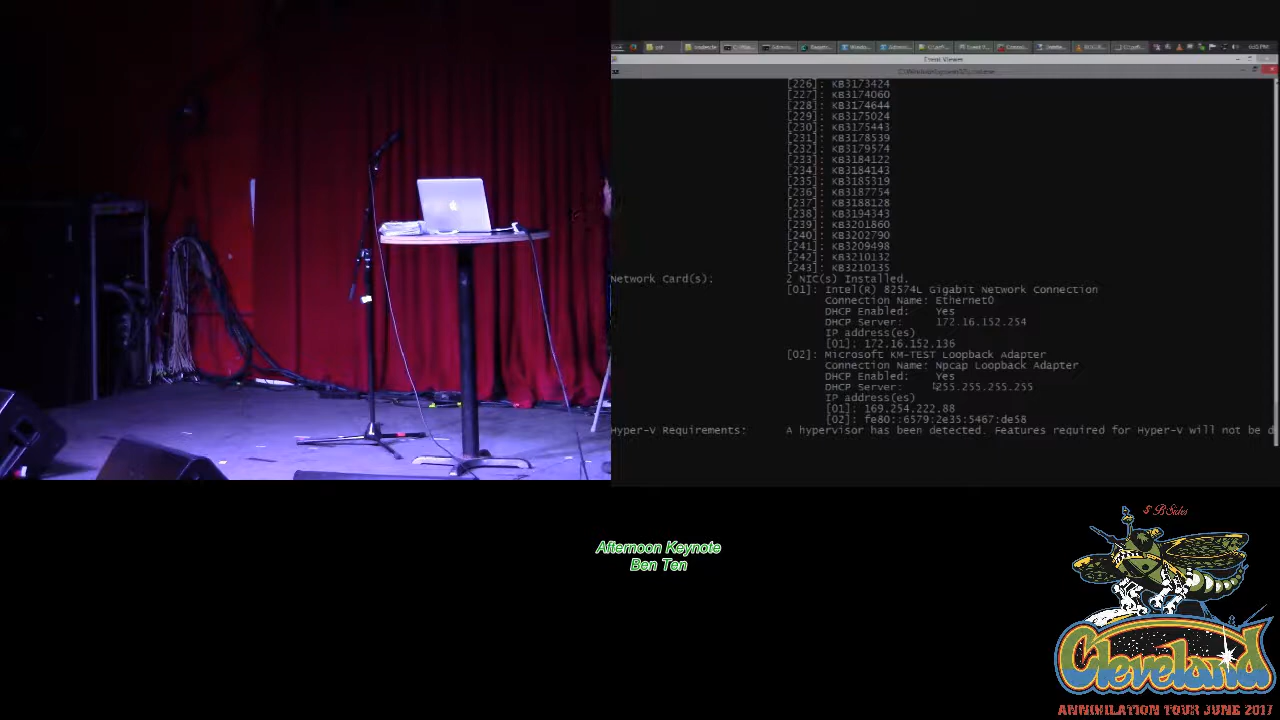 Event Viewer
[226]: KB3173424
[227]: KB3174060
[228]: KB3174644
[229]: KB3175024
[230]: KB3175443
[231]: KB3178539
[232]: KB3179574
[233]: KB3184122
[234]: KB3184143
[235]: KB3185319
[236]: KB3187754
[237]: KB3188128
[238]: KB3194343
[239]: KB3201860
[240]: KB3202790
[241]: KB3209498
[242]: KB3210132
[243]: KB3210135
Network Card(s): 2 NIC(s) Installed.
[01]: Intel(R) 82574L Gigabit Network Connection
Connection Name: Ethernet0
DHCP Enabled: Yes
DHCP Server: 172.16.152.254
IP address(es)
[01]: 172.16.152.136
[02]: Microsoft KM-TEST Loopback Adapter
Connection Name: Npcap Loopback Adapter
DHCP Enabled: Yes
DHCP Server: 255.255.255.255
IP address(es)
[01]: 169.254.222.88
[02]: fe80::6579:2e35:5467:de58
Hyper-V Requirements: A hypervisor has been detected. Features required for Hyper-V will not be d
Afternoon Keynote
Ben Ten
BSides
Cleveland
ANNIHILATION TOUR JUNE 2017